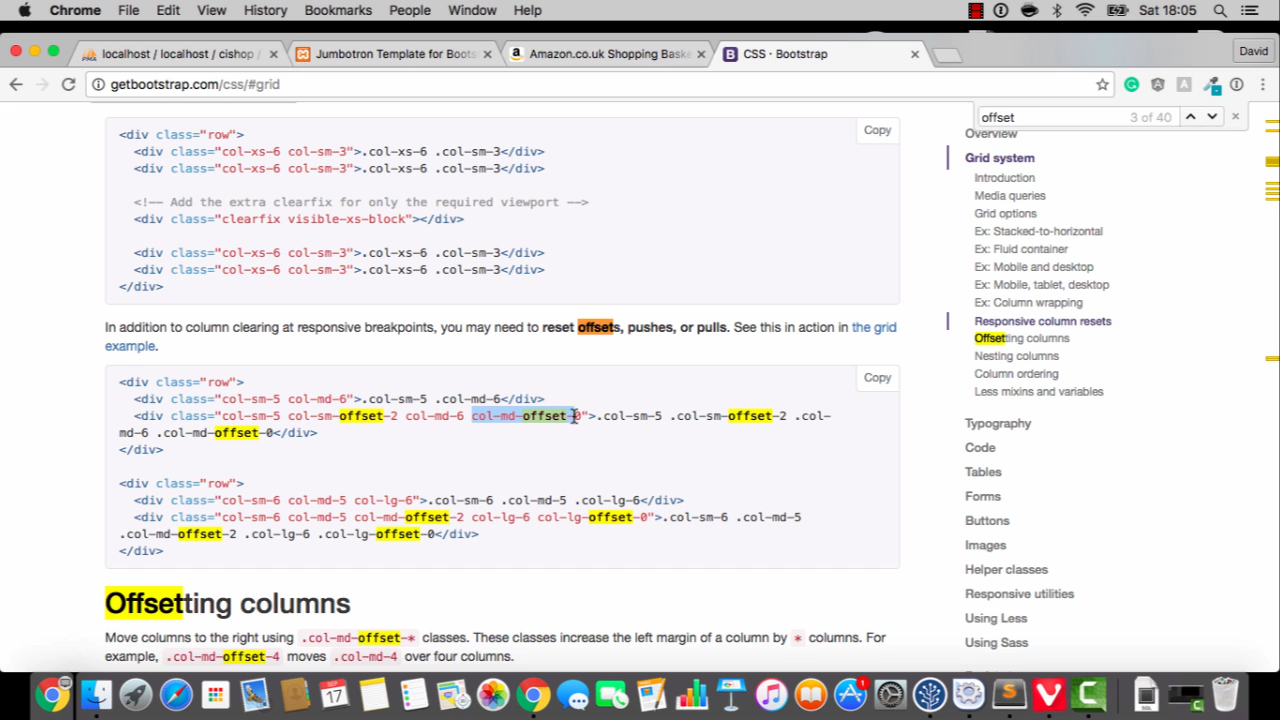 Chrome File Edit View History Bookmarks People Window Help Sat 18:05
localhost / localhost / cishop / Jumbotron Template for Boots Amazon.co.uk Shopping Baske CSS · Bootstrap David
getbootstrap.com/css/#grid
offset 3 of 40
<div class="row">
<div class="col-xs-6 col-sm-3">.col-xs-6 .col-sm-3</div>
<div class="col-xs-6 col-sm-3">.col-xs-6 .col-sm-3</div>
<!-- Add the extra clearfix for only the required viewport -->
<div class="clearfix visible-xs-block"></div>
<div class="col-xs-6 col-sm-3">.col-xs-6 .col-sm-3</div>
<div class="col-xs-6 col-sm-3">.col-xs-6 .col-sm-3</div>
</div>
Copy
In addition to column clearing at responsive breakpoints, you may need to reset offsets, pushes, or pulls. See this in action in the grid
example.
<div class="row">
<div class="col-sm-5 col-md-6">.col-sm-5 .col-md-6</div>
<div class="col-sm-5 col-sm-offset-2 col-md-6 col-md-offset-0">.col-sm-5 .col-sm-offset-2 .col-
md-6 .col-md-offset-0</div>
</div>
<div class="row">
<div class="col-sm-6 col-md-5 col-lg-6">.col-sm-6 .col-md-5 .col-lg-6</div>
<div class="col-sm-6 col-md-5 col-md-offset-2 col-lg-6 col-lg-offset-0">.col-sm-6 .col-md-5
.col-md-offset-2 .col-lg-6 .col-lg-offset-0</div>
</div>
Copy
Offsetting columns
Move columns to the right using .col-md-offset-* classes. These classes increase the left margin of a column by * columns. For
example, .col-md-offset-4 moves .col-md-4 over four columns.
Overview
Grid system
Introduction
Media queries
Grid options
Ex: Stacked-to-horizontal
Ex: Fluid container
Ex: Mobile and desktop
Ex: Mobile, tablet, desktop
Ex: Column wrapping
Responsive column resets
Offsetting columns
Nesting columns
Column ordering
Less mixins and variables
Typography
Code
Tables
Forms
Buttons
Images
Helper classes
Responsive utilities
Using Less
Using Sass
17